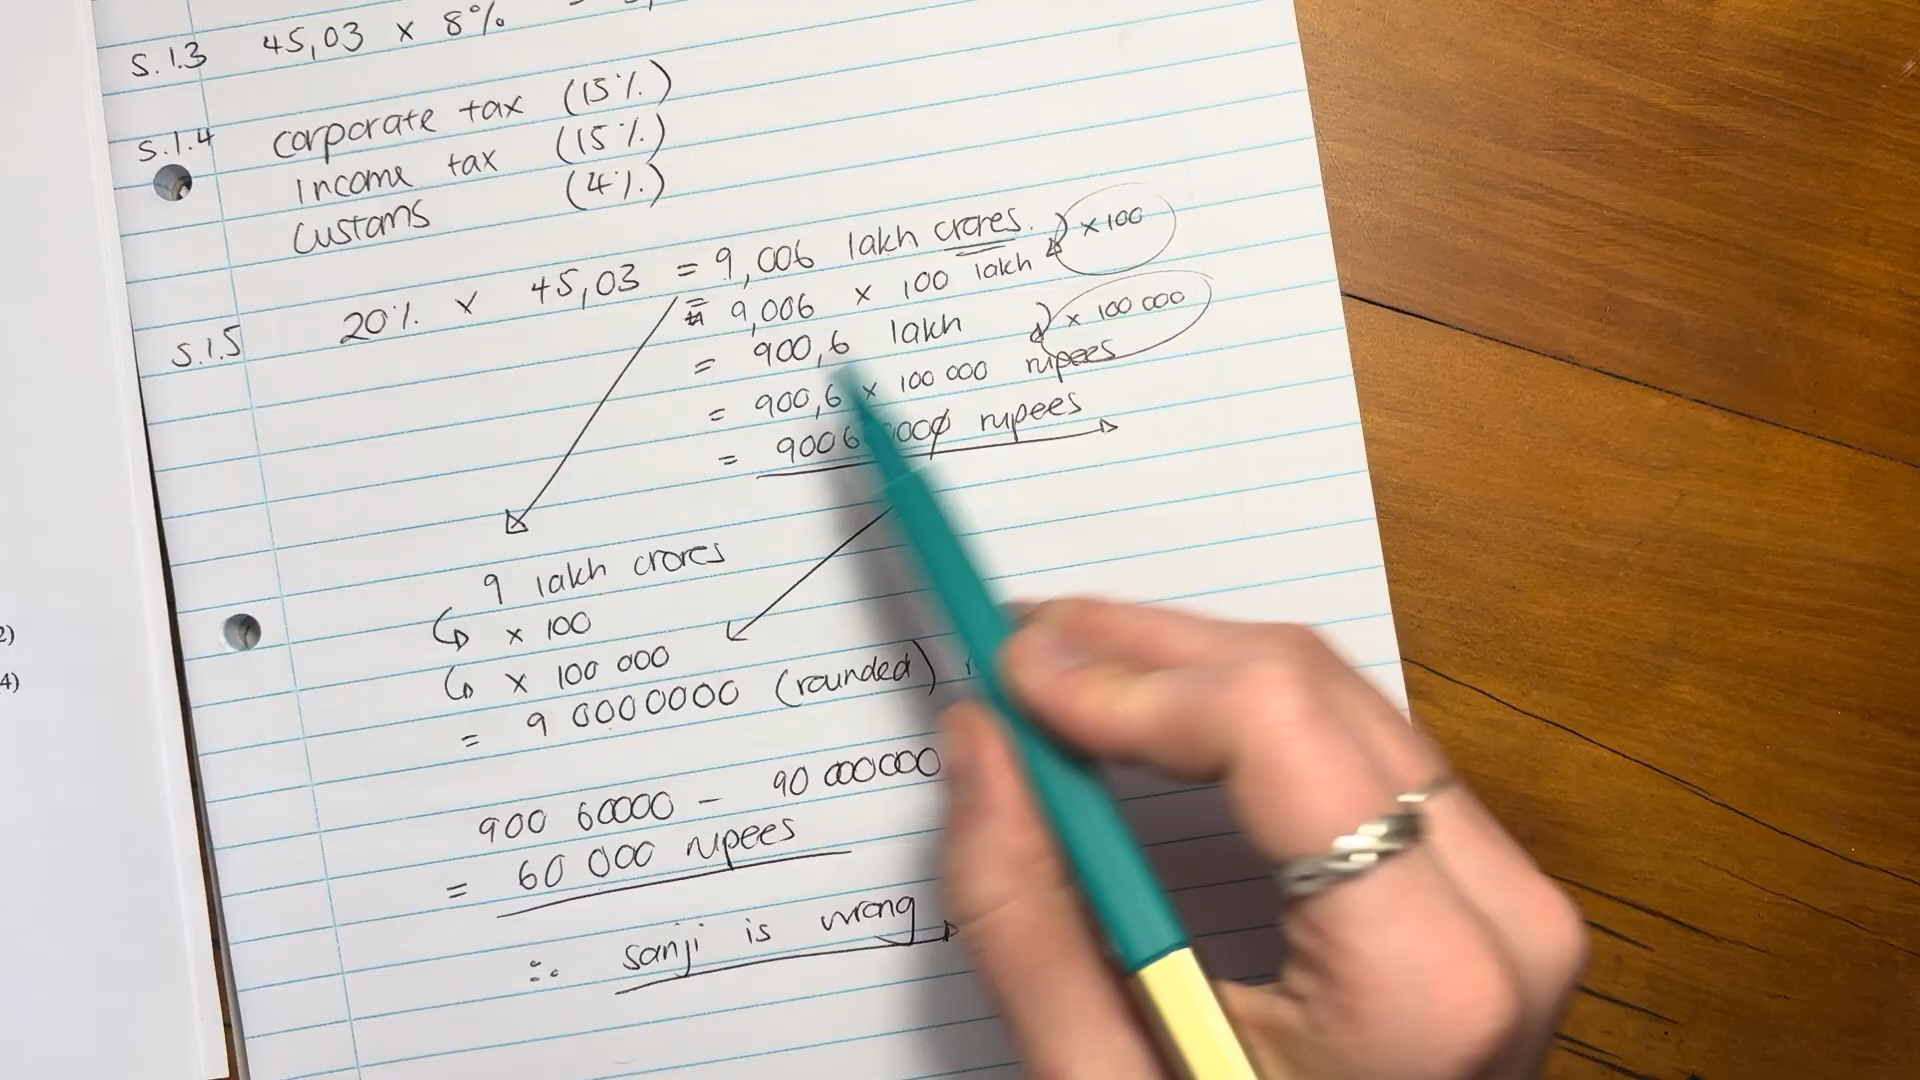 5.1.3 45,03 x 8%
5.1.4 corporate tax (15%)
Income tax (15%)
Customs (4%)
5.1.5 20% x 45,03 = 9,006 lakh crores. x 100
= 9,006 x 100 lakh
= 900,6 lakh x 100 000
= 900,6 x 100 000 rupees
= rupees
9 lakh crores
x 100
x 100 000
= 9 0000000 (rounded)
900 60000 - 90 000000
= 60 000 rupees
∴ sanji is wrong
2)
4)